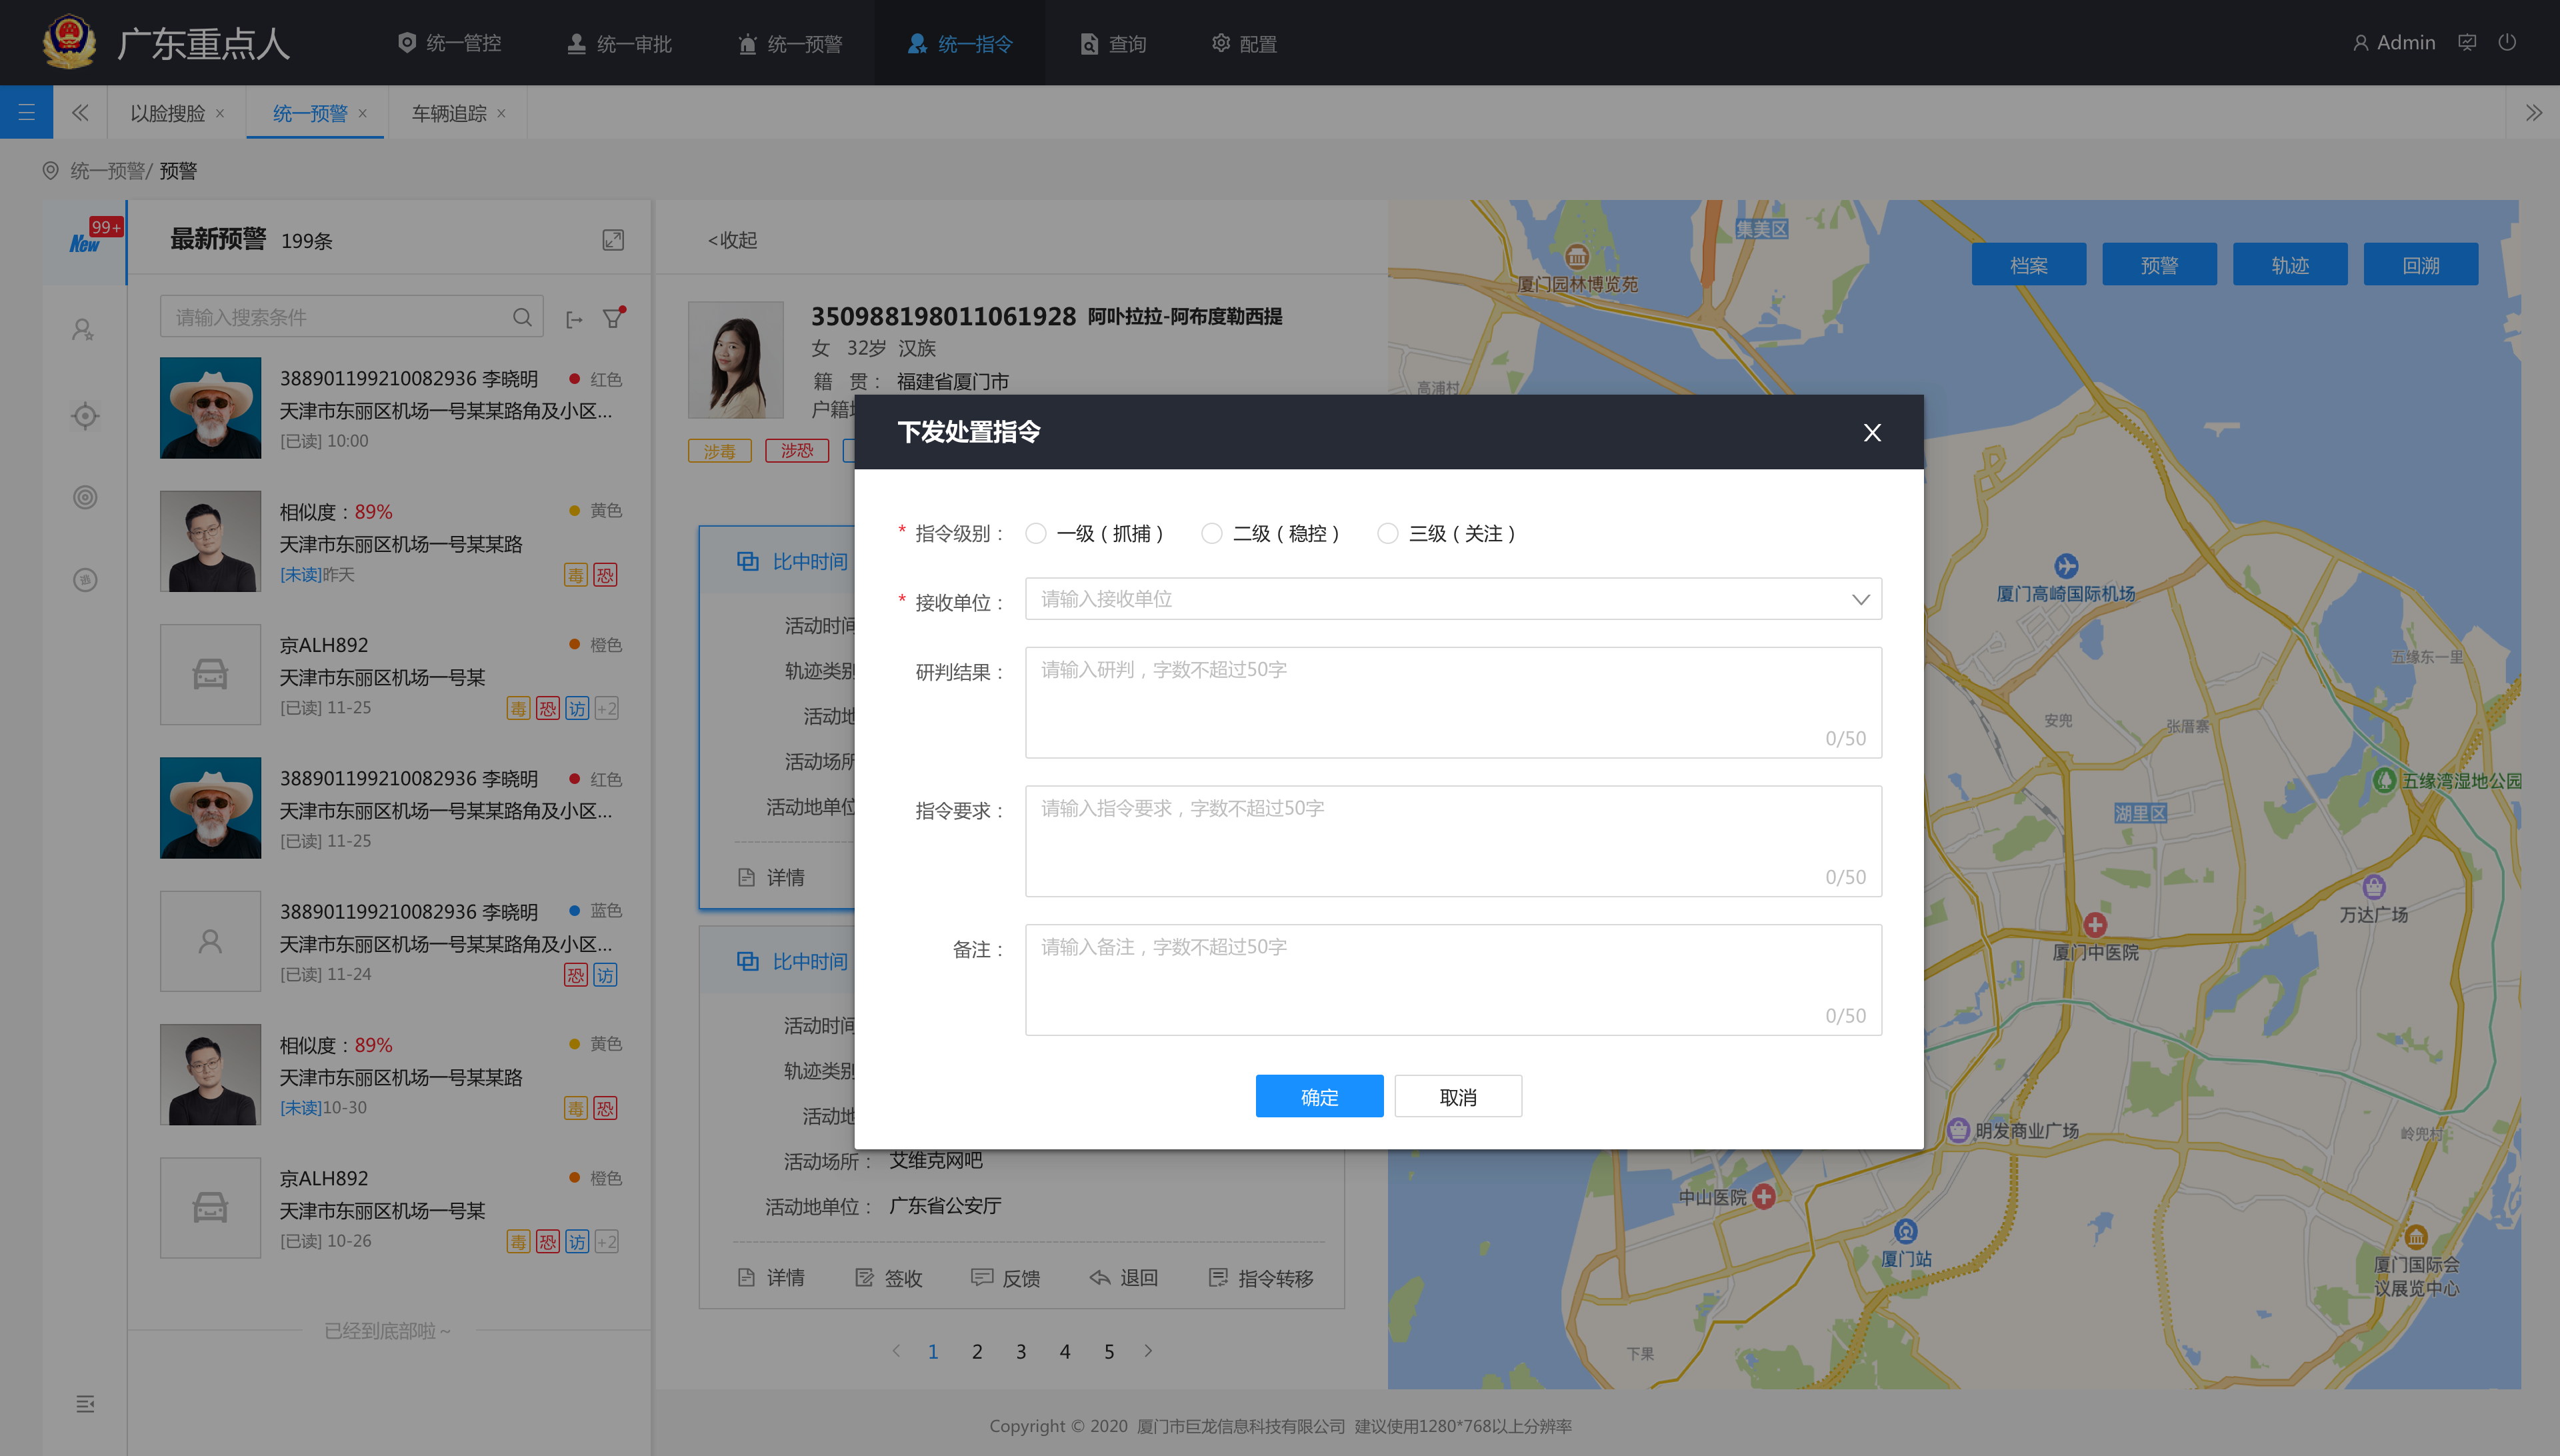 广东重点人
统一管控
统一审批
统一预警
统一指令
查询
配置
Admin
以脸搜脸 ×
统一预警 ×
车辆追踪 ×
统一预警/ 预警
99+
New
最新预警 199条
请输入搜索条件
388901199210082936 李晓明 红色
天津市东丽区机场一号某某路角及小区...
[已读] 10:00
相似度：89% 黄色
天津市东丽区机场一号某某路
[未读]昨天 毒 恐
京ALH892 橙色
天津市东丽区机场一号某
[已读] 11-25 毒 恐 访 +2
388901199210082936 李晓明 红色
天津市东丽区机场一号某某路角及小区...
[已读] 11-25
388901199210082936 李晓明 蓝色
天津市东丽区机场一号某某路角及小区...
[已读] 11-24 恐 访
相似度：89% 黄色
天津市东丽区机场一号某某路
[未读]10-30 毒 恐
京ALH892 橙色
天津市东丽区机场一号某
[已读] 10-26 毒 恐 访 +2
已经到底部啦 ~
逃
<收起
350988198011061928 阿卟拉拉-阿布度勒西提
女 32岁 汉族
籍 贯： 福建省厦门市
户籍
涉毒 涉恐
比中时间
活动时间
轨迹类别
活动地
活动场所
活动地单位
详情
比中时间
活动时间
轨迹类别
活动地
活动场所： 艾维克网吧
活动地单位： 广东省公安厅
详情 签收 反馈 退回 指令转移
1 2 3 4 5
下发处置指令
* 指令级别： 一级（抓捕） 二级（稳控） 三级（关注）
* 接收单位： 请输入接收单位
研判结果： 请输入研判，字数不超过50字
0/50
指令要求： 请输入指令要求，字数不超过50字
0/50
备注： 请输入备注，字数不超过50字
0/50
确定 取消
档案 预警 轨迹 回溯
集美区
厦门园林博览苑
高浦村
厦门高崎国际机场
五缘东一里
安兜
张厝寨
五缘湾湿地公园
湖里区
万达广场
厦门中医院
明发商业广场
岭兜村
中山医院
厦门站
厦门国际会
议展览中心
下果
Copyright © 2020 厦门市巨龙信息科技有限公司 建议使用1280*768以上分辨率